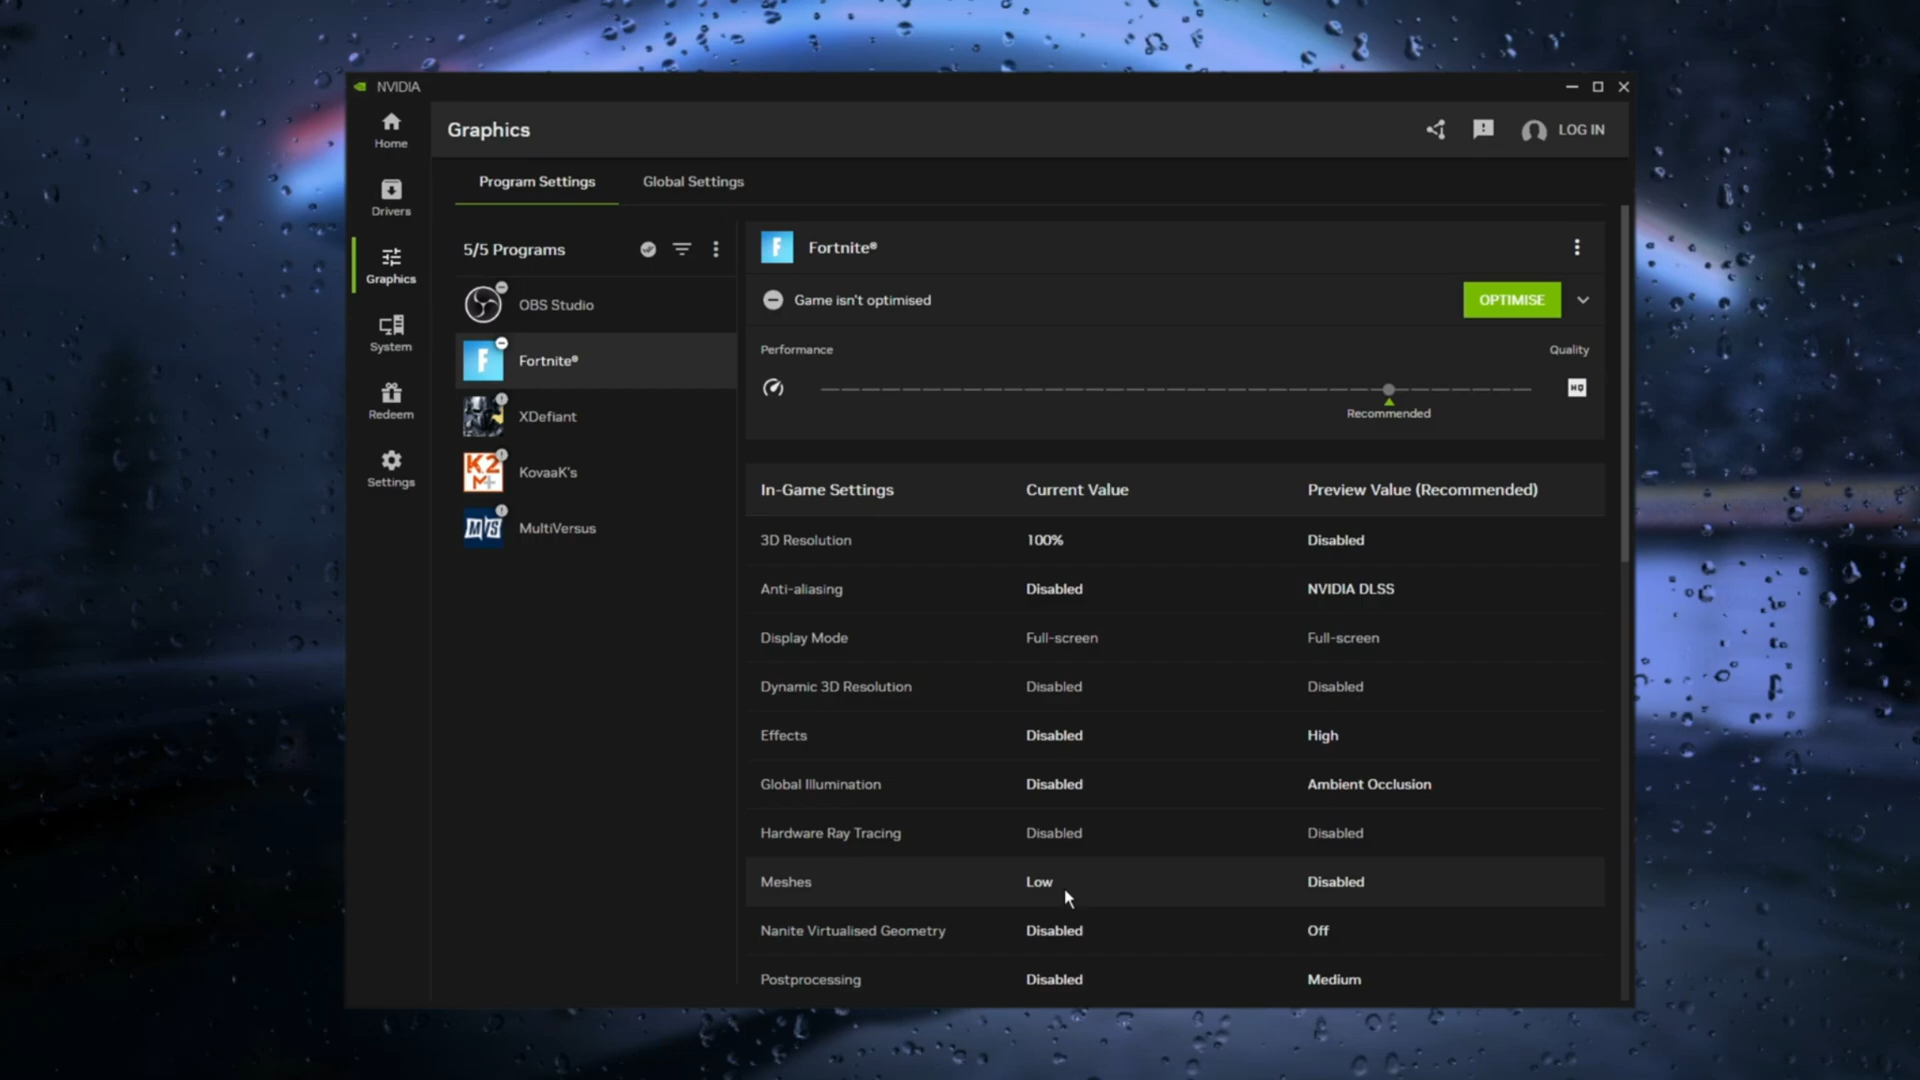 NVIDIA
Home
Drivers
Graphics
System
Redeem
Settings
Graphics
LOG IN
Program Settings
Global Settings
5/5 Programs
OBS Studio
F Fortnite®
XDefiant
K2 KovaaK's
MVS MultiVersus
F Fortnite®
Game isn't optimised
OPTIMISE
Performance
Quality
HQ
Recommended
In-Game Settings Current Value Preview Value (Recommended)
3D Resolution 100% Disabled
Anti-aliasing Disabled NVIDIA DLSS
Display Mode Full-screen Full-screen
Dynamic 3D Resolution Disabled Disabled
Effects Disabled High
Global Illumination Disabled Ambient Occlusion
Hardware Ray Tracing Disabled Disabled
Meshes Low Disabled
Nanite Virtualised Geometry Disabled Off
Postprocessing Disabled Medium